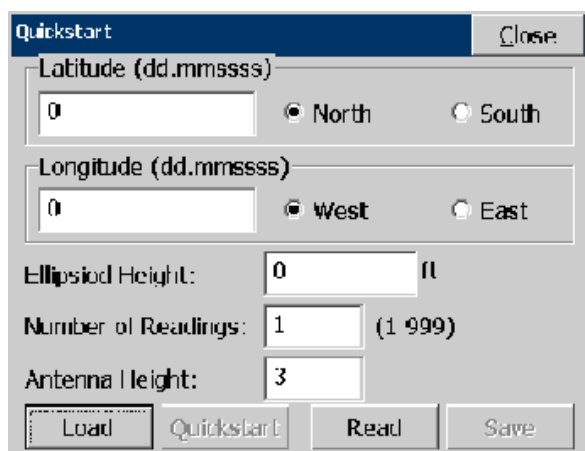 Quickstart Close
Latitude (dd.mmssss)
0 North South
Longitude (dd.mmssss)
0 West East
Ellipsiod Height: 0 ft
Number of Readings: 1 (1 999)
Antenna Height: 3
Load Quickstart Read Save